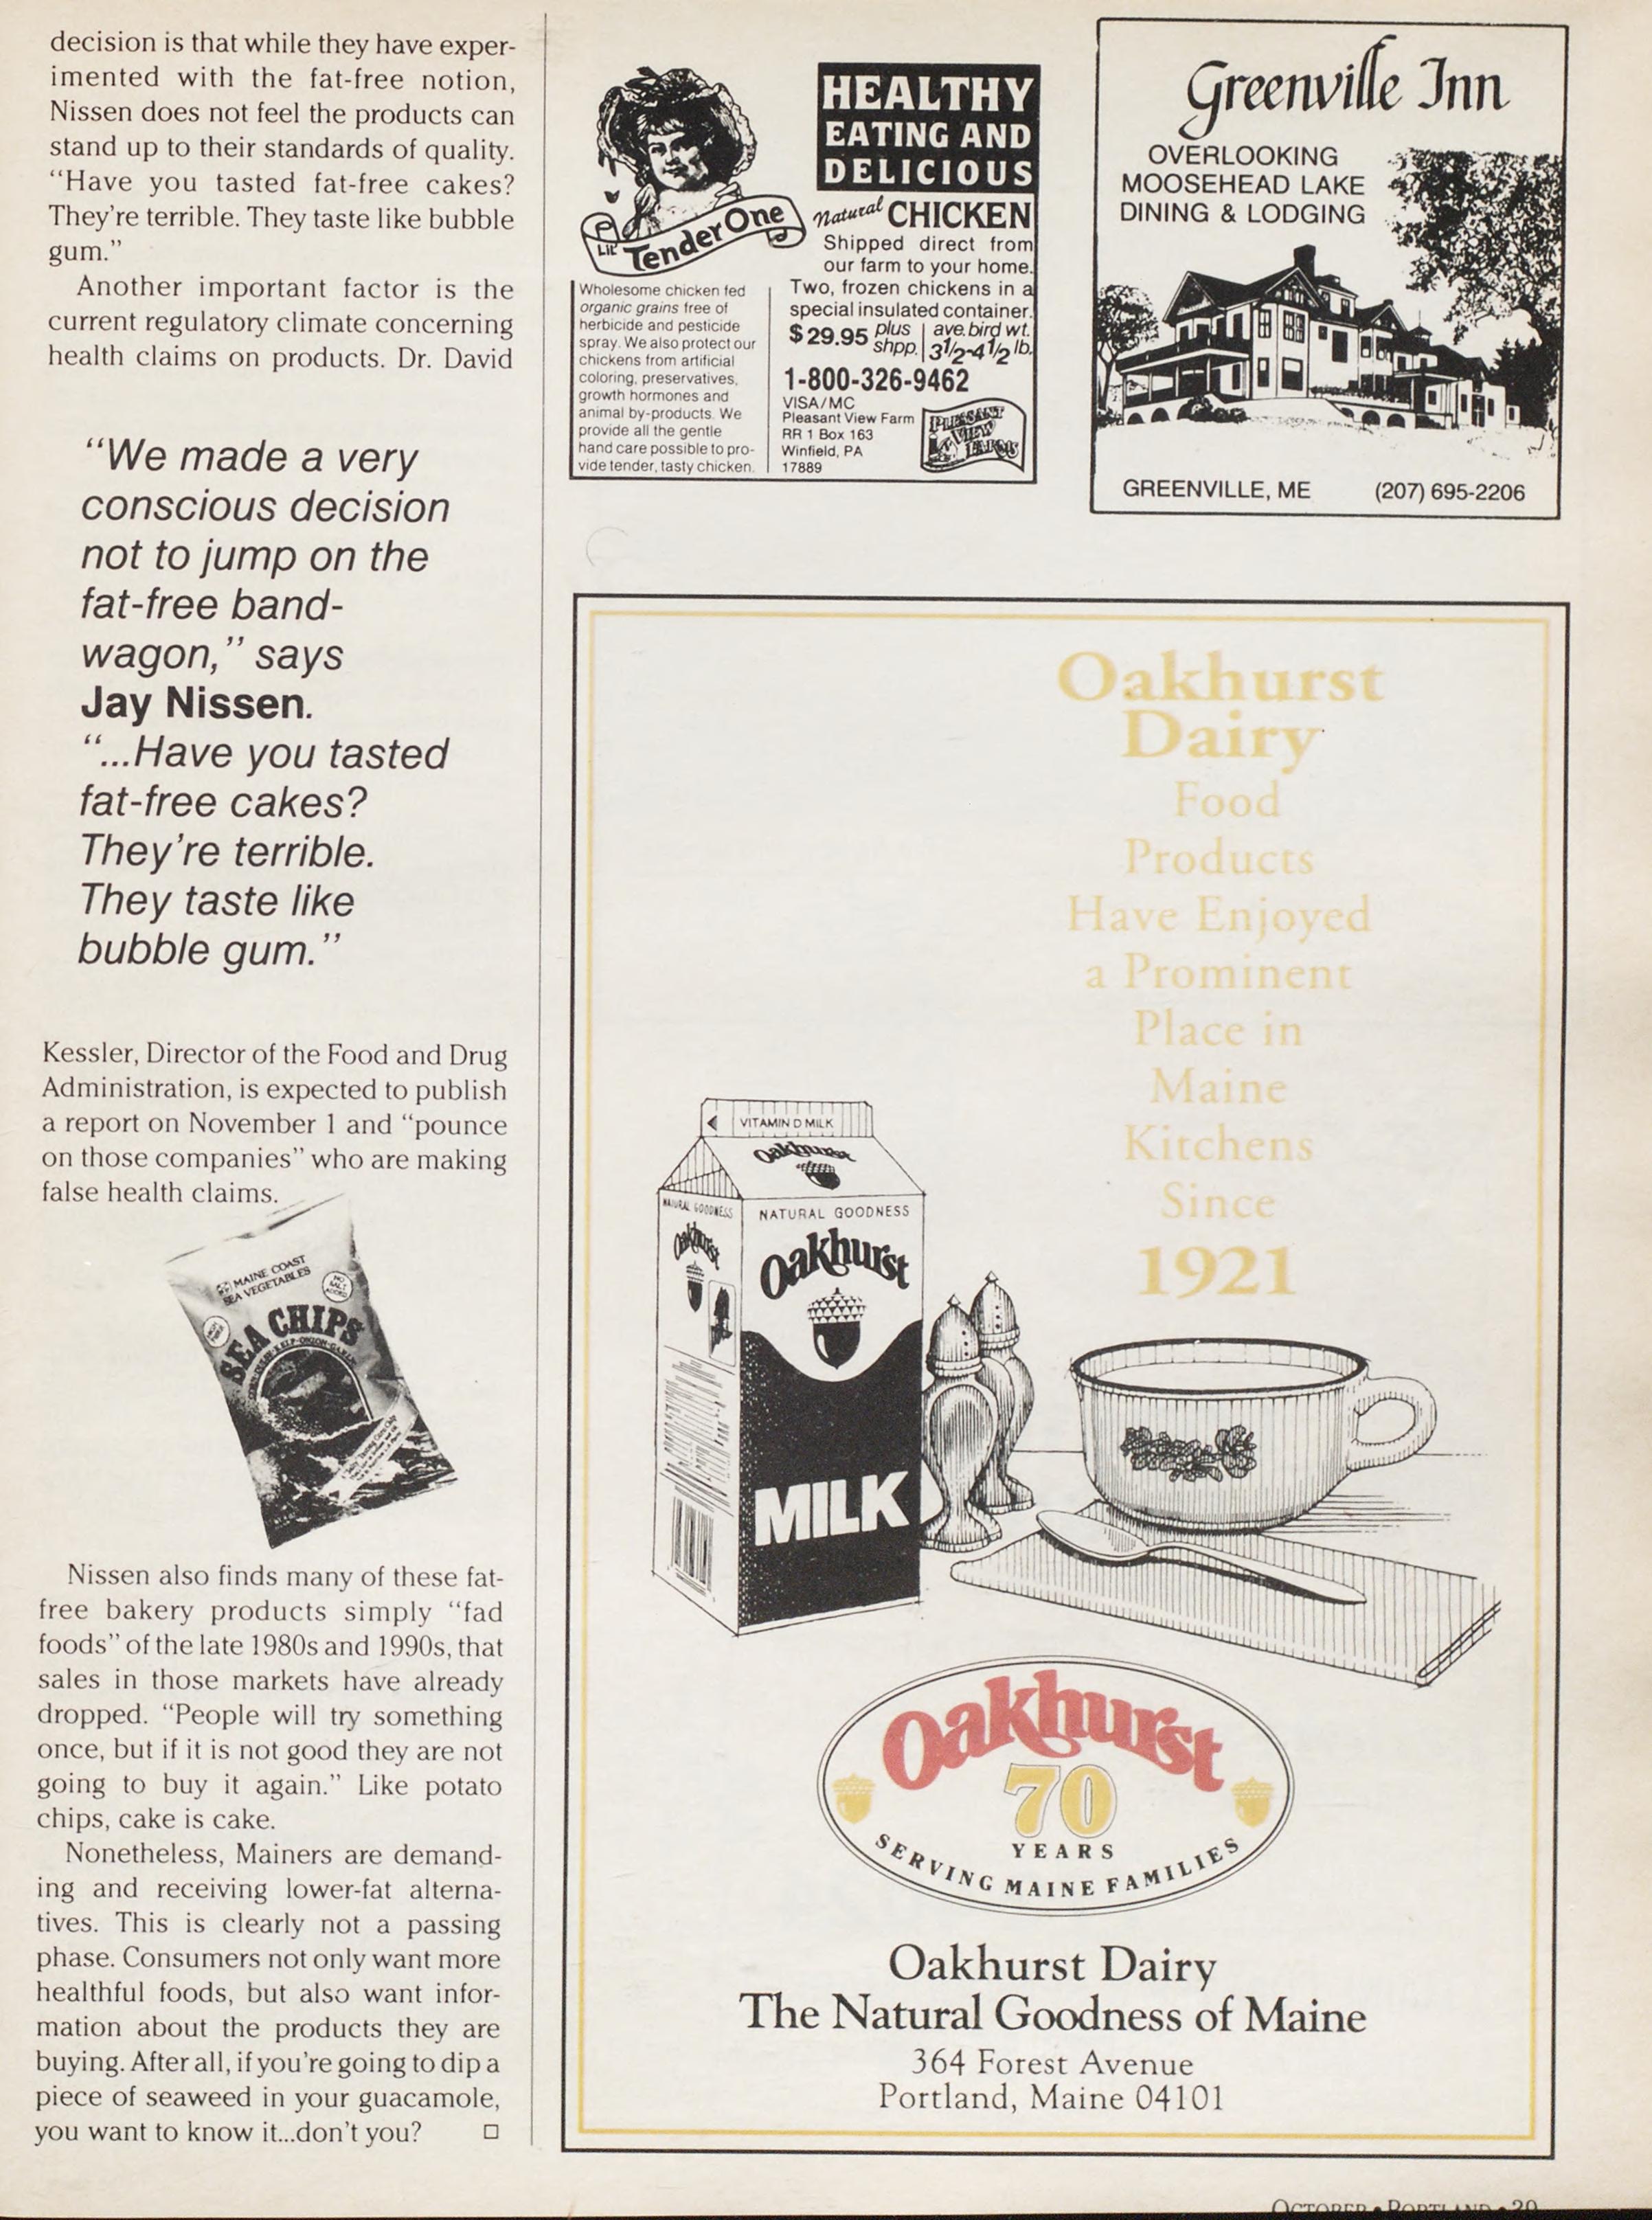 decision is that while they have exper-
imented with the fat-free notion,
Nissen does not feel the products can
stand up to their standards of quality.
“Have you tasted fat-free cakes?
They’re terrible. They taste like bubble
gum.”
Another important factor is the
current regulatory climate concerning
health claims on products. Dr. David
“We made a very
conscious decision
not to jump on the
fat-free band-
wagon,” says
Jay Nissen.
“...Have you tasted
fat-free cakes?
They’re terrible.
They taste like
bubble gum.”
Kessler, Director of the Food and Drug
Administration, is expected to publish
a report on November 1 and “pounce
on those companies” who are making
false health claims.
MAINE COAST
SEA VEGETABLES
NO
SALT
ADDED
SEA CHIPS
Nissen also finds many of these fat-
free bakery products simply “fad
foods” of the late 1980s and 1990s, that
sales in those markets have already
dropped. “People will try something
once, but if it is not good they are not
going to buy it again.” Like potato
chips, cake is cake.
Nonetheless, Mainers are demand-
ing and receiving lower-fat alterna-
tives. This is clearly not a passing
phase. Consumers not only want more
healthful foods, but also want infor-
mation about the products they are
buying. After all, if you’re going to dip a
piece of seaweed in your guacamole,
you want to know it...don’t you? □
Lil’ Tender One
HEALTHY
EATING AND
DELICIOUS
Natural CHICKEN
Shipped direct from
our farm to your home.
Two, frozen chickens in a
special insulated container.
$29.95 plus shpp. ave. bird wt. 3½-4½ lb.
1-800-326-9462
VISA/MC
Pleasant View Farm
RR 1 Box 163
Winfield, PA
17889
PLEASANT
VIEW
FARMS
Wholesome chicken fed
organic grains free of
herbicide and pesticide
spray. We also protect our
chickens from artificial
coloring, preservatives,
growth hormones and
animal by-products. We
provide all the gentle
hand care possible to pro-
vide tender, tasty chicken.
Greenville Inn
OVERLOOKING
MOOSEHEAD LAKE
DINING & LODGING
GREENVILLE, ME (207) 695-2206
Oakhurst
Dairy
Food
Products
Have Enjoyed
a Prominent
Place in
Maine
Kitchens
Since
1921
VITAMIN D MILK
Oakhurst
NATURAL GOODNESS
Oakhurst
NATURAL GOODNESS
Oakhurst
MILK
Oakhurst
70
YEARS
SERVING MAINE FAMILIES
Oakhurst Dairy
The Natural Goodness of Maine
364 Forest Avenue
Portland, Maine 04101
OCTOBER • PORTLAND • 29